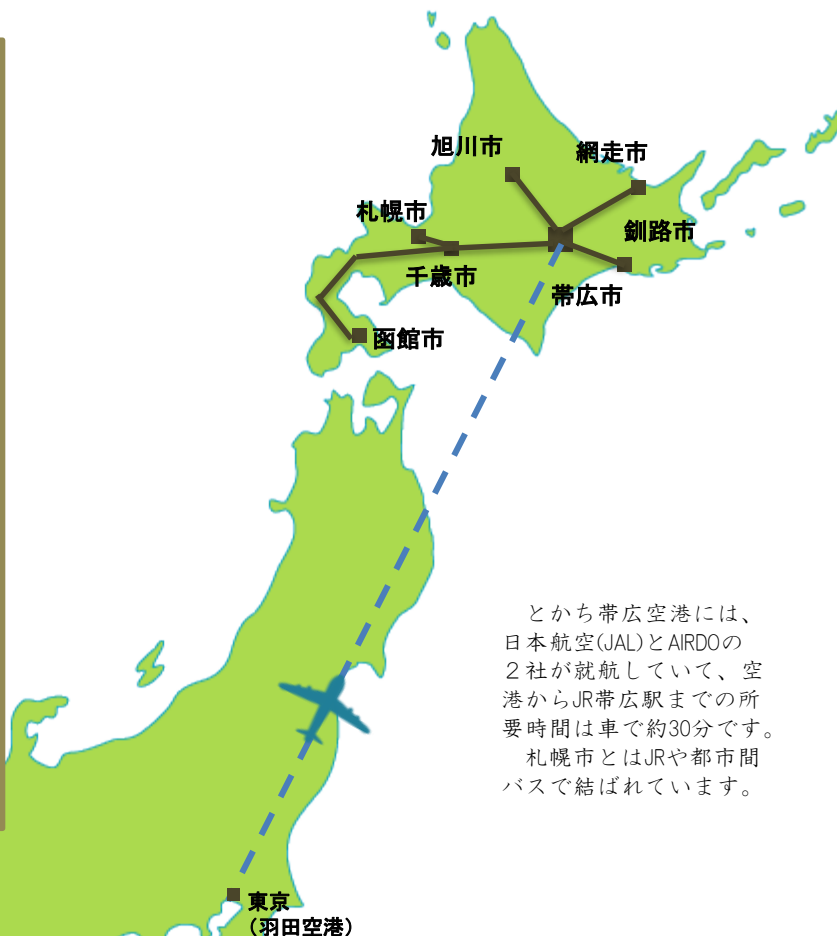 旭川市
網走市
札幌市
釧路市
千歳市
帯広市
函館市
　とかち帯広空港には、
日本航空(JAL)とAIRDOの
２社が就航していて、空
港からJR帯広駅までの所
要時間は車で約30分です。
　札幌市とはJRや都市間
バスで結ばれています。
東京
（羽田空港）